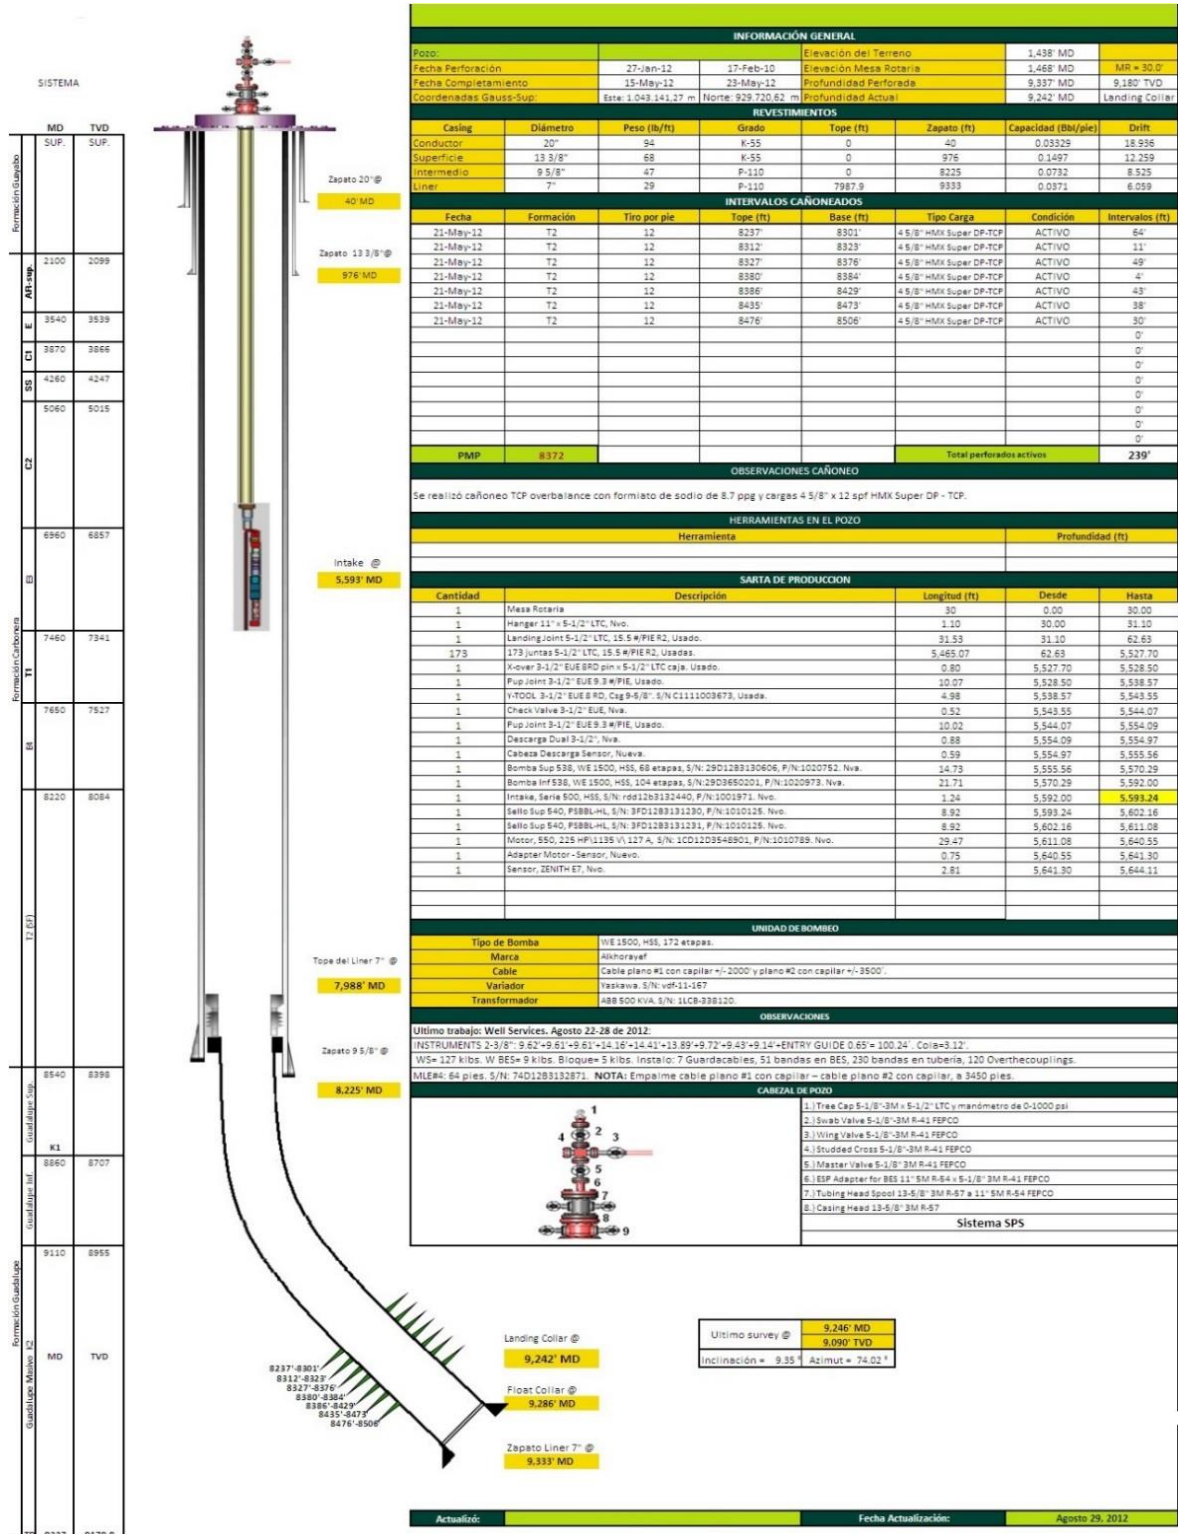 SISTEMA
MD TVD
SUP. SUP.
Formación Guayabo
2100 2099
AR-sup.
3540 3539
E
3870 3866
C1
4260 4247
SS
5060 5015
C2
6960 6857
E3
Formación Carbonera
7460 7341
T1
7650 7527
E4
8220 8084
T2 (SF)
8540 8398
Guadalupe Sup.
K1
8860 8707
Guadalupe Inf.
9110 8955
Formación Guadalupe
Guadalupe Masivo K2
MD TVD
Zapato 20"@
40'MD
Zapato 13 3/8"@
976'MD
Intake @
5,593' MD
Tope del Liner 7" @
7,988' MD
Zapato 9 5/8" @
8.225' MD
8237'-8301'
8312'-8323'
8327'-8376'
8380'-8384'
8386'-8429'
8435'-8473'
8476'-8506'
Landing Collar @
9,242' MD
Float Collar @
9.286' MD
Zapato Liner 7" @
9,333' MD
INFORMACIÓN GENERAL
Pozo: Elevación del Terreno 1,438' MD
Fecha Perforación 27-Jan-12 17-Feb-10 Elevación Mesa Rotaria 1,468' MD MR = 30.0'
Fecha Completamiento 15-May-12 23-May-12 Profundidad Perforada 9,337' MD 9,180' TVD
Coordenadas Gauss-Sup: Este: 1.043.141,27 m Norte: 929.720,62 m Profundidad Actual 9,242' MD Landing Collar
REVESTIMIENTOS
Casing Diámetro Peso (lb/ft) Grado Tope (ft) Zapato (ft) Capacidad (Bbl/pie) Drift
Conductor 20" 94 K-55 0 40 0.03329 18.936
Superficie 13 3/8" 68 K-55 0 976 0.1497 12.259
Intermedio 9 5/8" 47 P-110 0 8225 0.0732 8.525
Liner 7" 29 P-110 7987.9 9333 0.0371 6.059
INTERVALOS CAÑONEADOS
Fecha Formación Tiro por pie Tope (ft) Base (ft) Tipo Carga Condición Intervalos (ft)
21-May-12 T2 12 8237' 8301' 4 5/8" HMX Super DP-TCP ACTIVO 64'
21-May-12 T2 12 8312' 8323' 4 5/8" HMX Super DP-TCP ACTIVO 11'
21-May-12 T2 12 8327' 8376' 4 5/8" HMX Super DP-TCP ACTIVO 49'
21-May-12 T2 12 8380' 8384' 4 5/8" HMX Super DP-TCP ACTIVO 4'
21-May-12 T2 12 8386' 8429' 4 5/8" HMX Super DP-TCP ACTIVO 43'
21-May-12 T2 12 8435' 8473' 4 5/8" HMX Super DP-TCP ACTIVO 38'
21-May-12 T2 12 8476' 8506' 4 5/8" HMX Super DP-TCP ACTIVO 30'
0'
0'
0'
0'
0'
0'
0'
0'
PMP 8372 Total perforados activos 239'
OBSERVACIONES CAÑONEO
Se realizó cañoneo TCP overbalance con formiato de sodio de 8.7 ppg y cargas 4 5/8" x 12 spf HMX Super DP - TCP.
HERRAMIENTAS EN EL POZO
Herramienta Profundidad (ft)
SARTA DE PRODUCCION
Cantidad Descripción Longitud (ft) Desde Hasta
1 Mesa Rotaria 30 0.00 30.00
1 Hanger 11" x 5-1/2" LTC, Nvo. 1.10 30.00 31.10
1 Landing Joint 5-1/2" LTC, 15.5 #/PIE R2, Usado. 31.53 31.10 62.63
173 173 juntas 5-1/2" LTC, 15.5 #/PIE R2, Usadas. 5,465.07 62.63 5,527.70
1 X-over 3-1/2" EUE 8RD pin x 5-1/2" LTC caja. Usado. 0.80 5,527.70 5,528.50
1 Pup Joint 3-1/2" EUE 9.3 #/PIE, Usado. 10.07 5,528.50 5,538.57
1 Y-TOOL 3-1/2" EUE 8 RD, Csg 9-5/8". S/N C1111003673, Usada. 4.98 5,538.57 5,543.55
1 Check Valve 3-1/2" EUE, Nva. 0.52 5,543.55 5,544.07
1 Pup Joint 3-1/2" EUE 9.3 #/PIE, Usado. 10.02 5,544.07 5,554.09
1 Descarga Dual 3-1/2", Nva. 0.88 5,554.09 5,554.97
1 Cabeza Descarga Sensor, Nueva. 0.59 5,554.97 5,555.56
1 Bomba Sup 538, WE 1500, HSS, 68 etapas, S/N: 29D12B3130606, P/N:1020752. Nva. 14.73 5,555.56 5,570.29
1 Bomba Inf 538, WE 1500, HSS, 104 etapas, S/N:29D3650201, P/N:1020973. Nva. 21.71 5,570.29 5,592.00
1 Intake, Serie 500, HSS, S/N: rdd12b3132440, P/N:1001971. Nvo. 1.24 5,592.00 5,593.24
1 Sello Sup 540, PSBBL-HL, S/N: 3FD12B3131230, P/N:1010125. Nvo. 8.92 5,593.24 5,602.16
1 Sello Sup 540, PSBBL-HL, S/N: 3FD12B3131231, P/N:1010125. Nvo. 8.92 5,602.16 5,611.08
1 Motor, 550, 225 HP\1135 V\ 127 A, S/N: 1CD12D3548901, P/N:1010789. Nvo. 29.47 5,611.08 5,640.55
1 Adapter Motor - Sensor, Nuevo. 0.75 5,640.55 5,641.30
1 Sensor, ZENITH E7, Nvo. 2.81 5,641.30 5,644.11
UNIDAD DE BOMBEO
Tipo de Bomba WE 1500, HSS, 172 etapas.
Marca Alkhorayef
Cable Cable plano #1 con capilar +/- 2000' y plano #2 con capilar +/- 3500'.
Variador Yaskawa. S/N: vdf-11-167
Transformador ABB 500 KVA. S/N: 1LCB-338120.
OBSERVACIONES
Ultimo trabajo: Well Services. Agosto 22-28 de 2012:
INSTRUMENTS 2-3/8": 9.62'+9.61'+9.61'+14.16'+14.41'+13.89'+9.72'+9.43'+9.14'+ENTRY GUIDE 0.65'= 100.24'. Cola=3.12'.
WS= 127 klbs. W BES= 9 klbs. Bloque= 5 klbs. Instalo: 7 Guardacables, 51 bandas en BES, 230 bandas en tubería, 120 Overthecouplings.
MLE#4: 64 pies. S/N: 74D12B3132871. NOTA: Empalme cable plano #1 con capilar – cable plano #2 con capilar, a 3450 pies.
CABEZAL DE POZO
1
2
4 3
5
6
7
8
9
1.) Tree Cap 5-1/8"-3M x 5-1/2" LTC y manómetro de 0-1000 psi
2.) Swab Valve 5-1/8"-3M R-41 FEPCO
3.) Wing Valve 5-1/8"-3M R-41 FEPCO
4.) Studded Cross 5-1/8"-3M R-41 FEPCO
5.) Master Valve 5-1/8" 3M R-41 FEPCO
6.) ESP Adapter for BES 11" 5M R-54 x 5-1/8" 3M R-41 FEPCO
7.) Tubing Head Spool 13-5/8" 3M R-57 a 11" 5M R-54 FEPCO
8.) Casing Head 13-5/8" 3M R-57
Sistema SPS
Ultimo survey @ 9,246' MD
9.090' TVD
Inclinación = 9.35 ° Azimut = 74.02 °
Actualizó: Fecha Actualización: Agosto 29, 2012